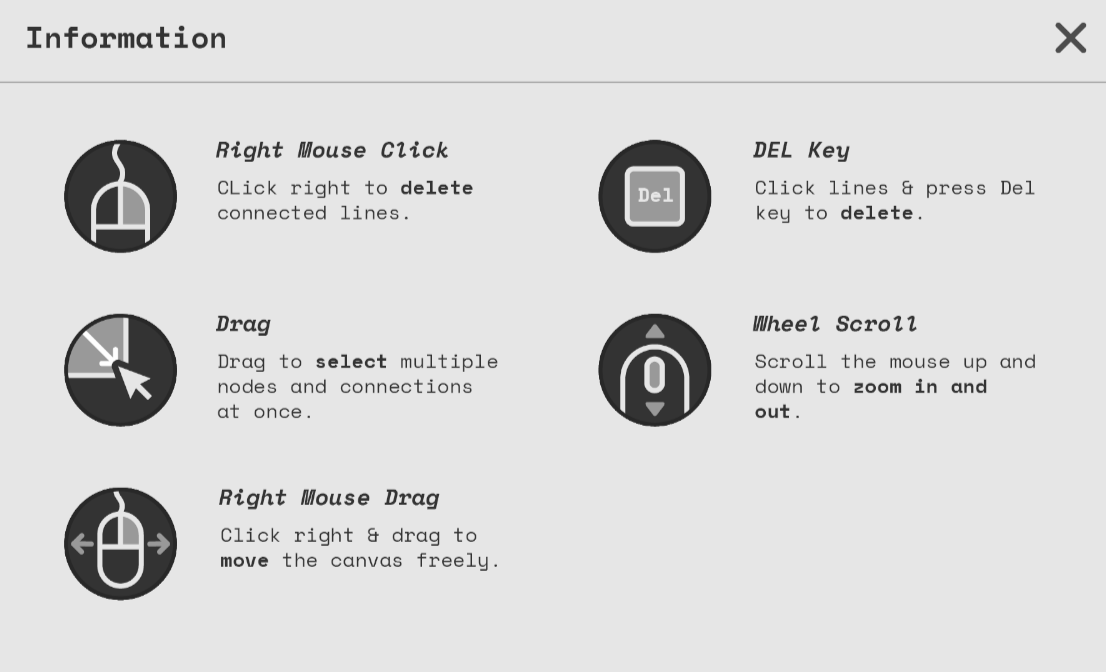 Information
Right Mouse Click
CLick right to delete
connected lines.
Del
DEL Key
Click lines & press Del
key to delete.
Drag
Drag to select multiple
nodes and connections
at once.
Wheel Scroll
Scroll the mouse up and
down to zoom in and
out.
Right Mouse Drag
Click right & drag to
move the canvas freely.